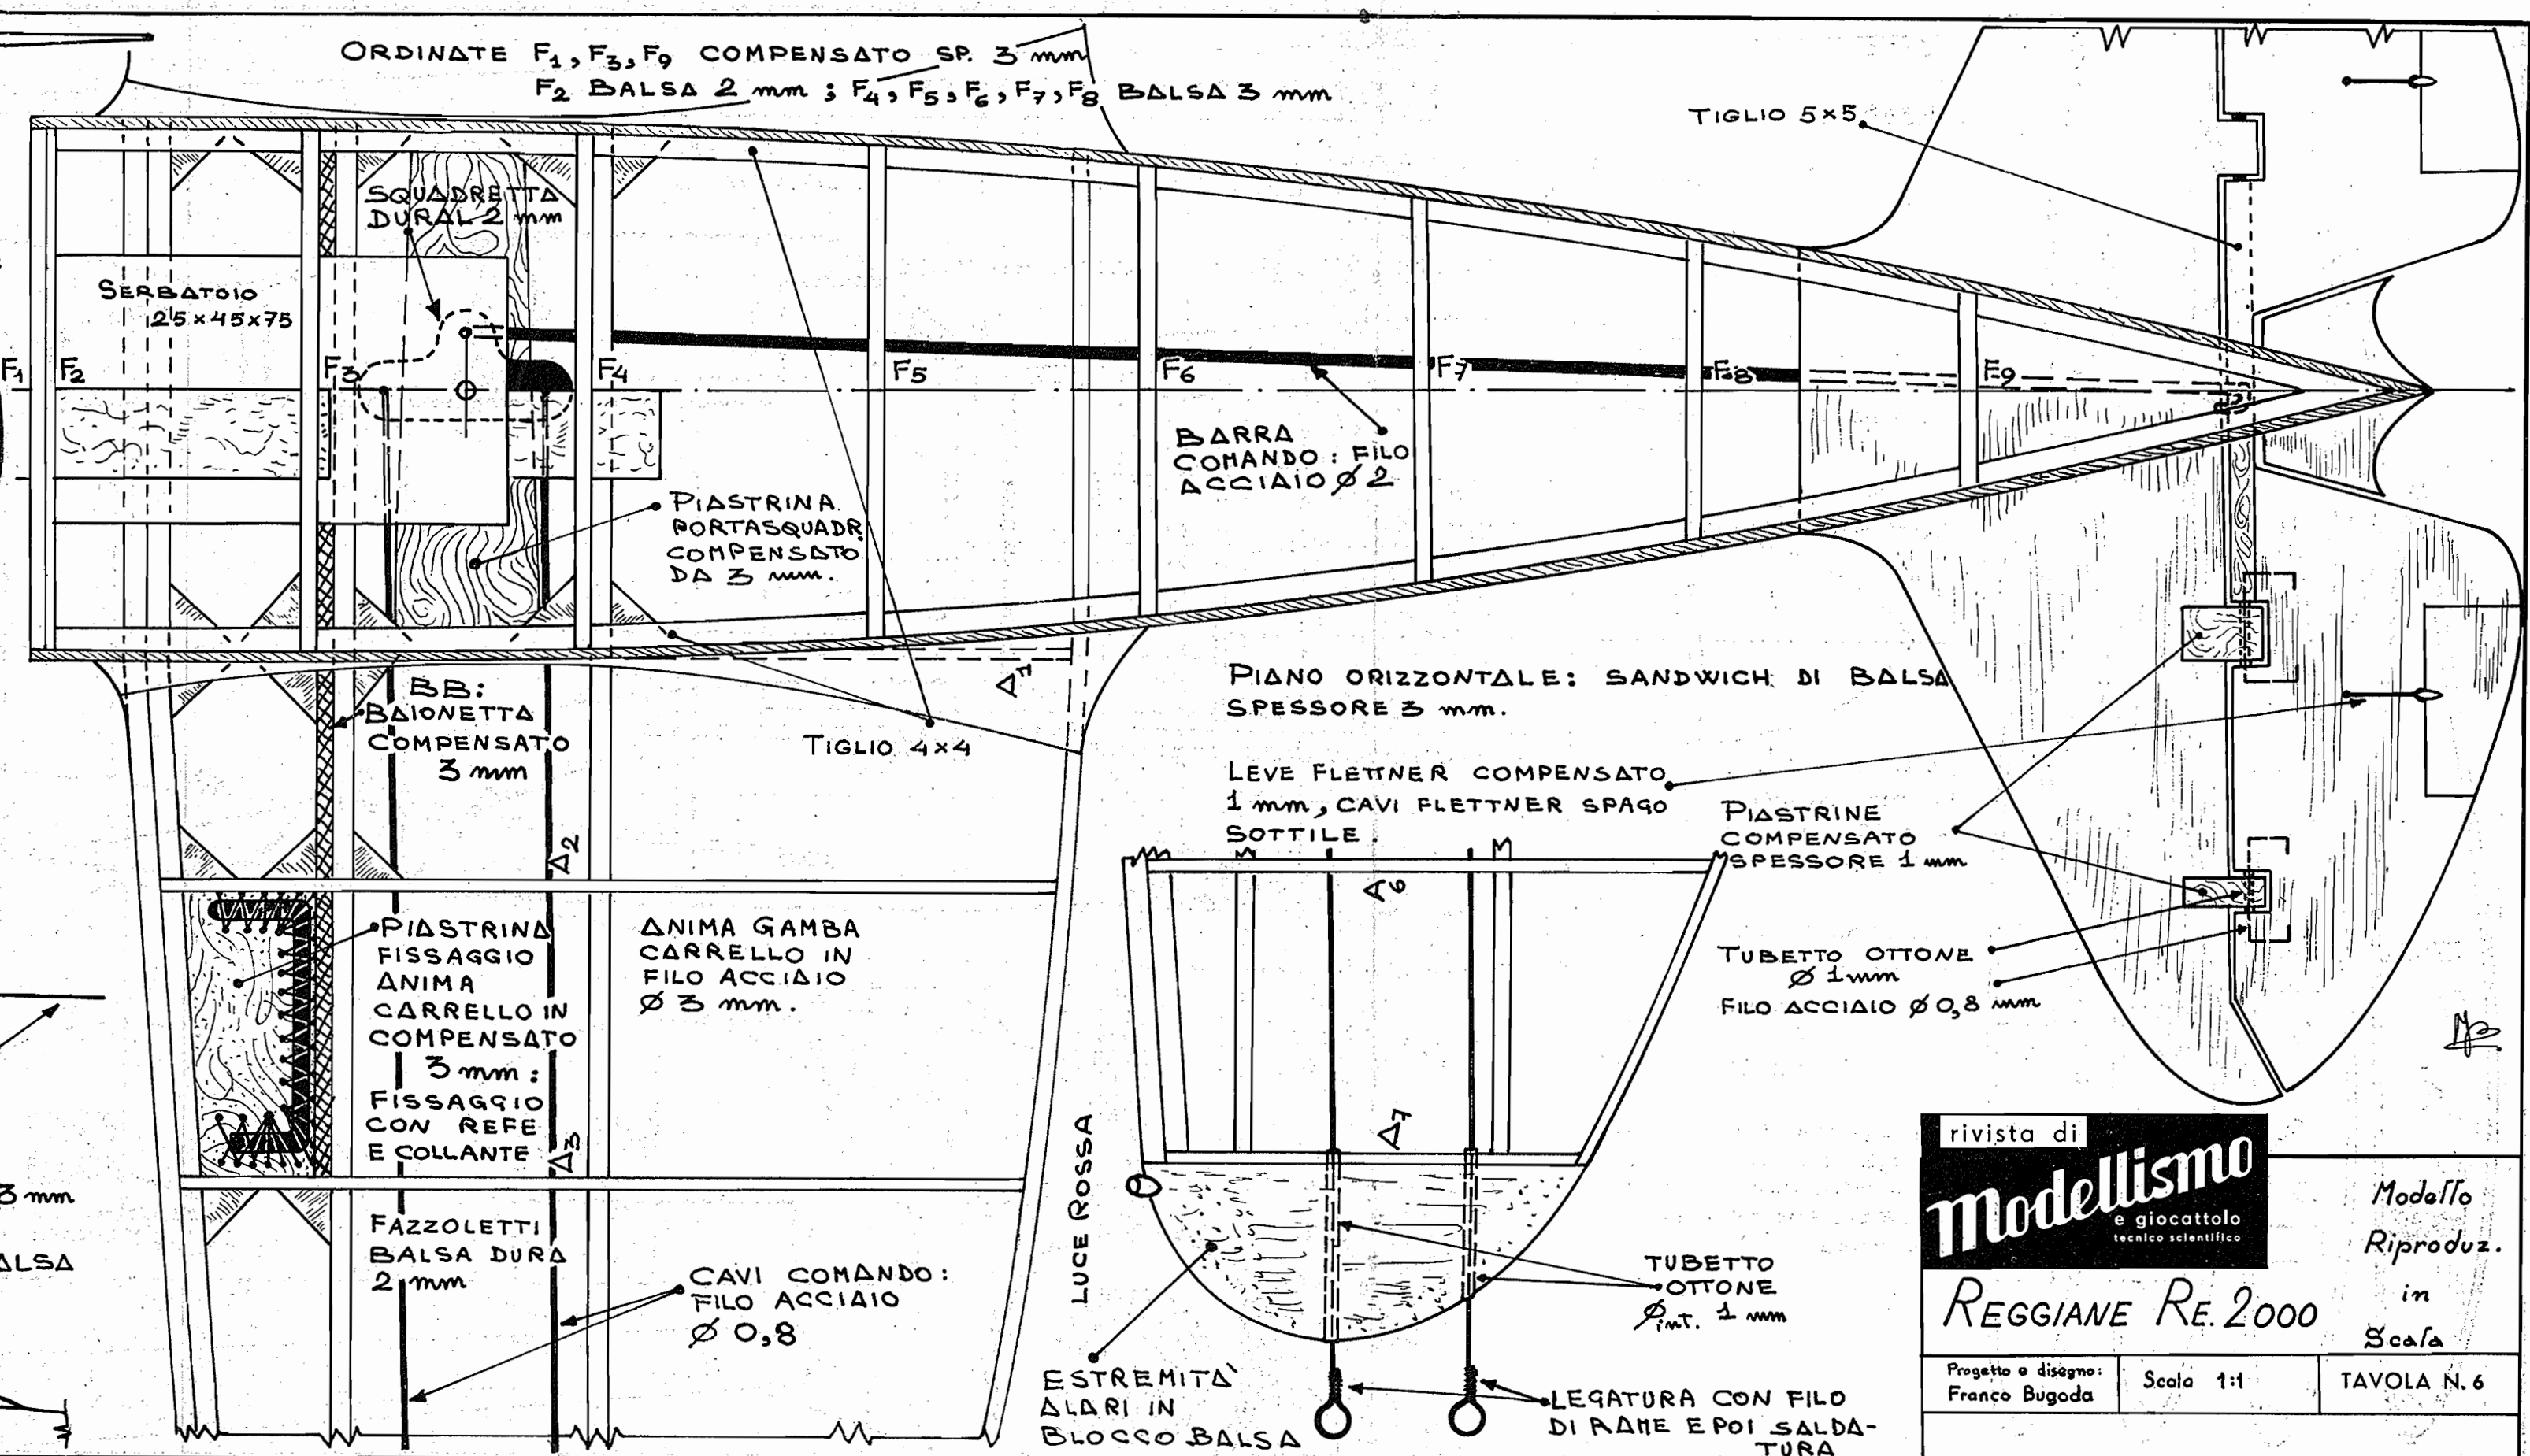 ORDINATE F1, F3, F9 COMPENSATO SP. 3 mm
F2 BALSA 2 mm ; F4, F5, F6, F7, F8 BALSA 3 mm
TIGLIO 5×5
SQUADRETTA
DURAL 2 mm
SERBATOIO
25×45×75
F1
F2
F3
F4
F5
F6
F7
F8
F9
BARRA
COMANDO : FILO
ACCIAIO Ø 2
PIASTRINA
PORTASQUADR.
COMPENSATO
DA 3 mm.
A1
BB:
BAIONETTA
COMPENSATO
3 mm
TIGLIO 4×4
PIANO ORIZZONTALE: SANDWICH DI BALSA
SPESSORE 3 mm.
LEVE FLETTNER COMPENSATO
1 mm, CAVI FLETTNER SPAGO
SOTTILE .
PIASTRINE
COMPENSATO
SPESSORE 1 mm
A2
A6
PIASTRINA
FISSAGGIO
ANIMA
CARRELLO IN
COMPENSATO
3 mm :
FISSAGGIO
CON REFE
E COLLANTE
ANIMA GAMBA
CARRELLO IN
FILO ACCIAIO
Ø 3 mm.
TUBETTO OTTONE
Ø 1 mm
FILO ACCIAIO Ø 0,8 mm
A3
A7
LUCE ROSSA
3 mm
ALSA
FAZZOLETTI
BALSA DURA
2 mm
CAVI COMANDO:
FILO ACCIAIO
Ø 0,8
TUBETTO
OTTONE
Ø int. 1 mm
ESTREMITÀ
ALARI IN
BLOCCO BALSA
LEGATURA CON FILO
DI RAME E POI SALDA-
TURA
rivista di
Modellismo
e giocattolo
tecnico scientifico
Modello
Riproduz.
in
Scala
REGGIANE RE. 2000
Progetto e disegno:
Franco Bugada
Scala 1:1
TAVOLA N. 6